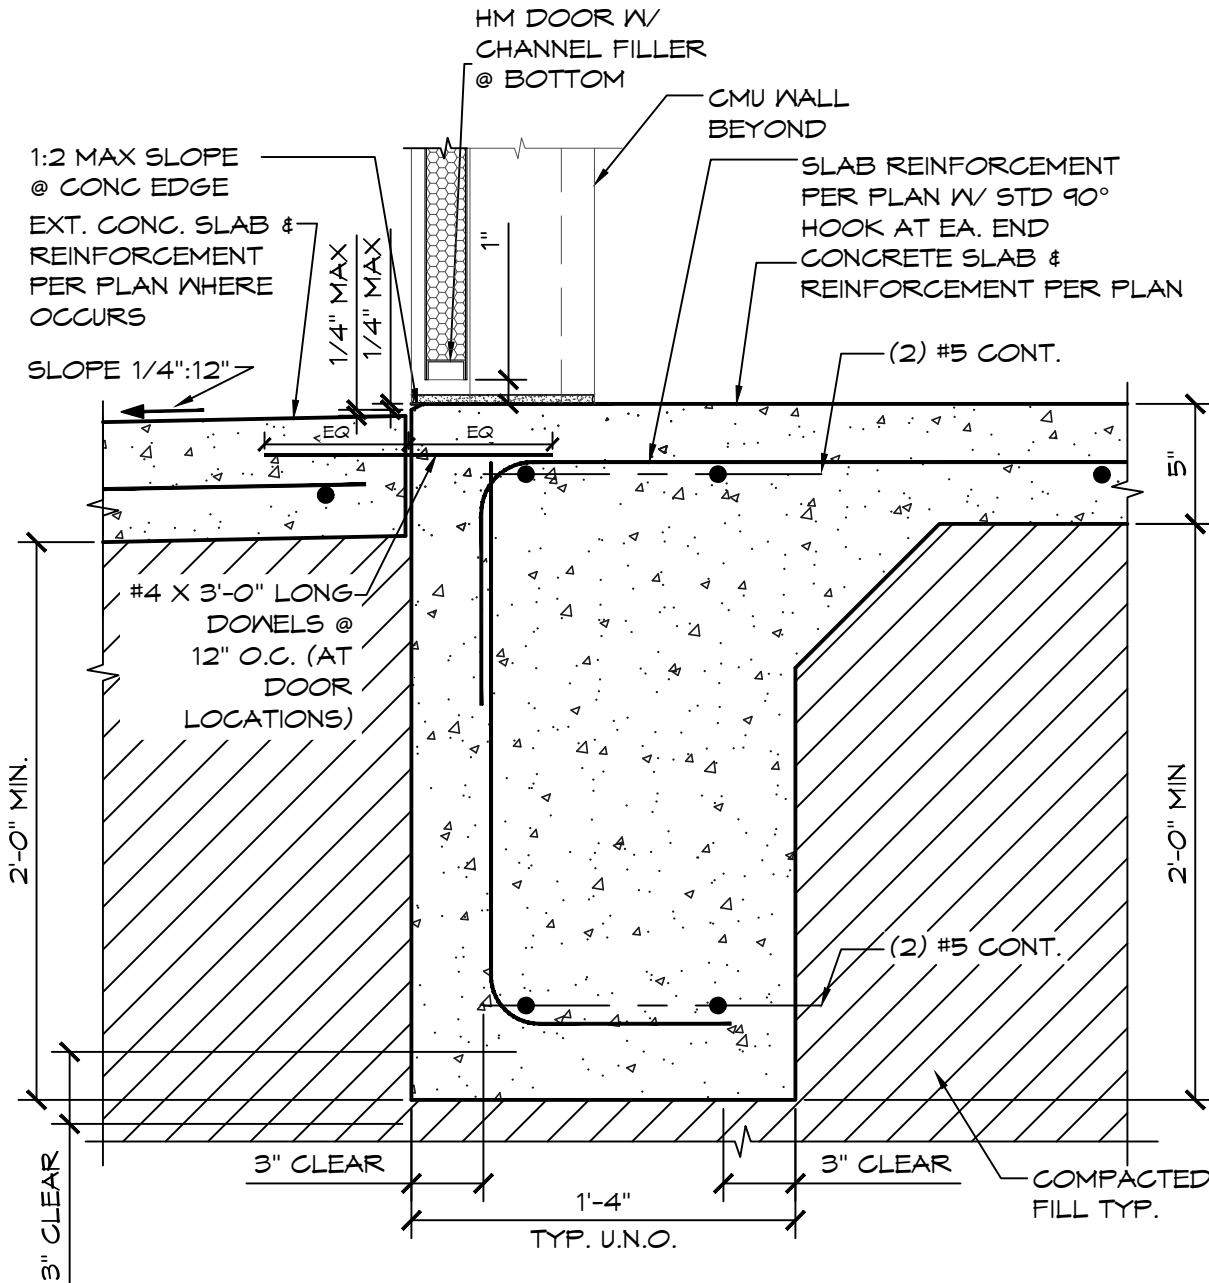 HM DOOR W/
CHANNEL FILLER
@ BOTTOM
CMU WALL
BEYOND
1:2 MAX SLOPE
@ CONC EDGE
EXT. CONC. SLAB &
REINFORCEMENT
PER PLAN WHERE
OCCURS
SLOPE 1/4":12"
1/4" MAX
1/4" MAX
1"
SLAB REINFORCEMENT
PER PLAN W/ STD 90°
HOOK AT EA. END
CONCRETE SLAB &
REINFORCEMENT PER PLAN
(2) #5 CONT.
EQ
EQ
5"
#4 X 3'-0" LONG
DOWELS @
12" O.C. (AT
DOOR
LOCATIONS)
2'-0" MIN.
2'-0" MIN
(2) #5 CONT.
3" CLEAR
3" CLEAR
3" CLEAR
1'-4"
TYP. U.N.O.
COMPACTED
FILL TYP.